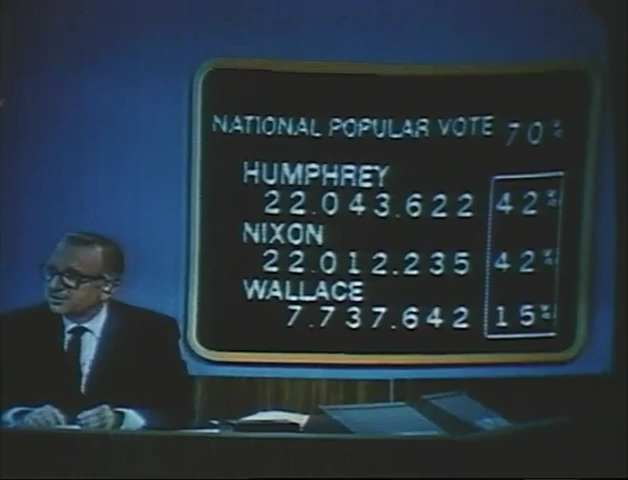 NATIONAL POPULAR VOTE 70%
HUMPHREY
22.043.622 42%
NIXON
22.012.235 42%
WALLACE
7.737.642 15%